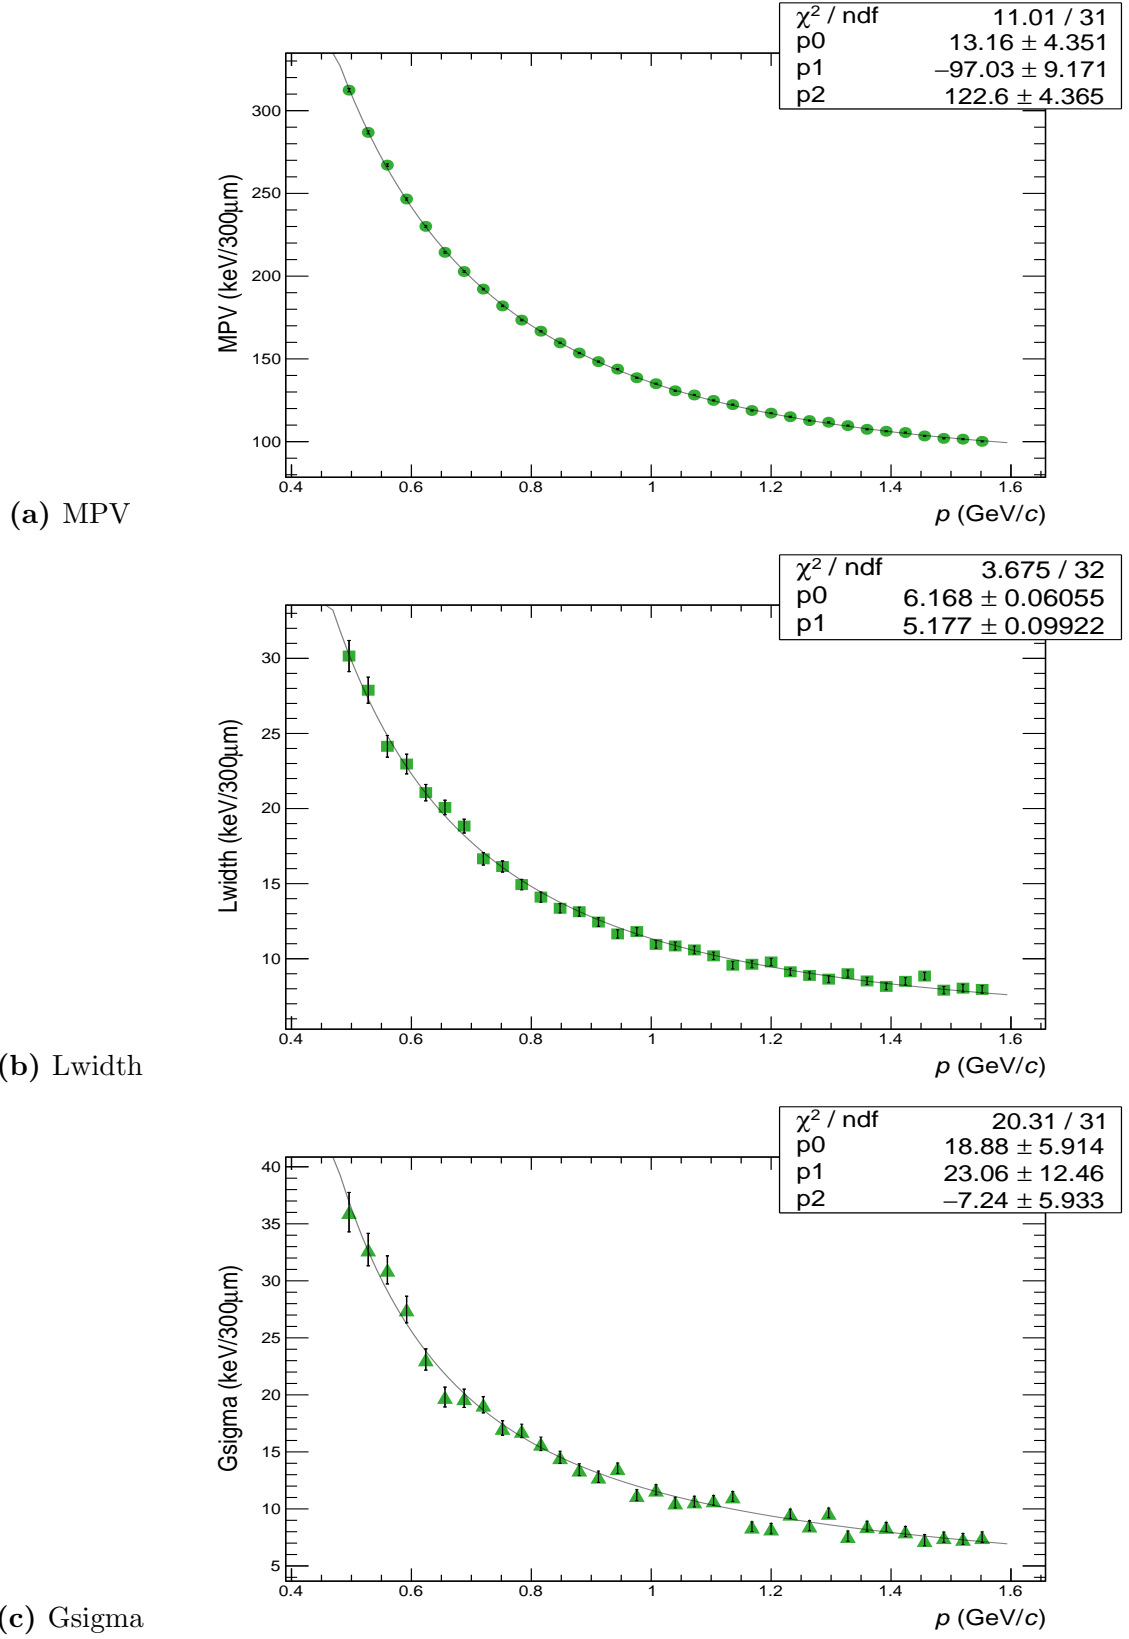 χ² / ndf 11.01 / 31
p0 13.16 ± 4.351
p1 −97.03 ± 9.171
p2 122.6 ± 4.365
MPV (keV/300μm)
300
250
200
150
100
0.4 0.6 0.8 1 1.2 1.4 1.6
p (GeV/c)
(a) MPV
χ² / ndf 3.675 / 32
p0 6.168 ± 0.06055
p1 5.177 ± 0.09922
Lwidth (keV/300μm)
30
25
20
15
10
0.4 0.6 0.8 1 1.2 1.4 1.6
p (GeV/c)
(b) Lwidth
χ² / ndf 20.31 / 31
p0 18.88 ± 5.914
p1 23.06 ± 12.46
p2 −7.24 ± 5.933
Gsigma (keV/300μm)
40
35
30
25
20
15
10
5
0.4 0.6 0.8 1 1.2 1.4 1.6
p (GeV/c)
(c) Gsigma